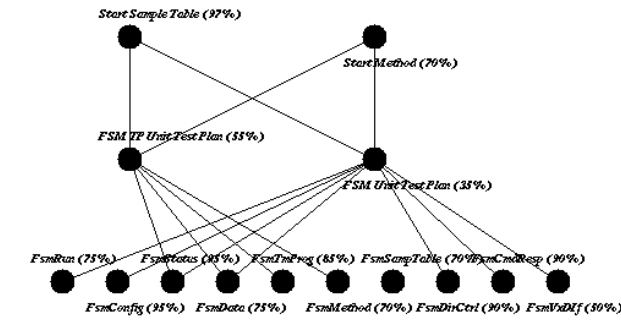 Start Sample Table (97%)
Start Method (70%)
FSM TP Unit Test Plan (55%)
FSM Unit Test Plan (35%)
FsmRun (75%) FsmStatus (95%) FsmTmProg (85%) FsmSampTable (70%) FsmCmdResp (90%)
FsmConfig (95%) FsmData (75%) FsmMethod (70%) FsmDirCtrl (90%) FsmVxDIf (50%)